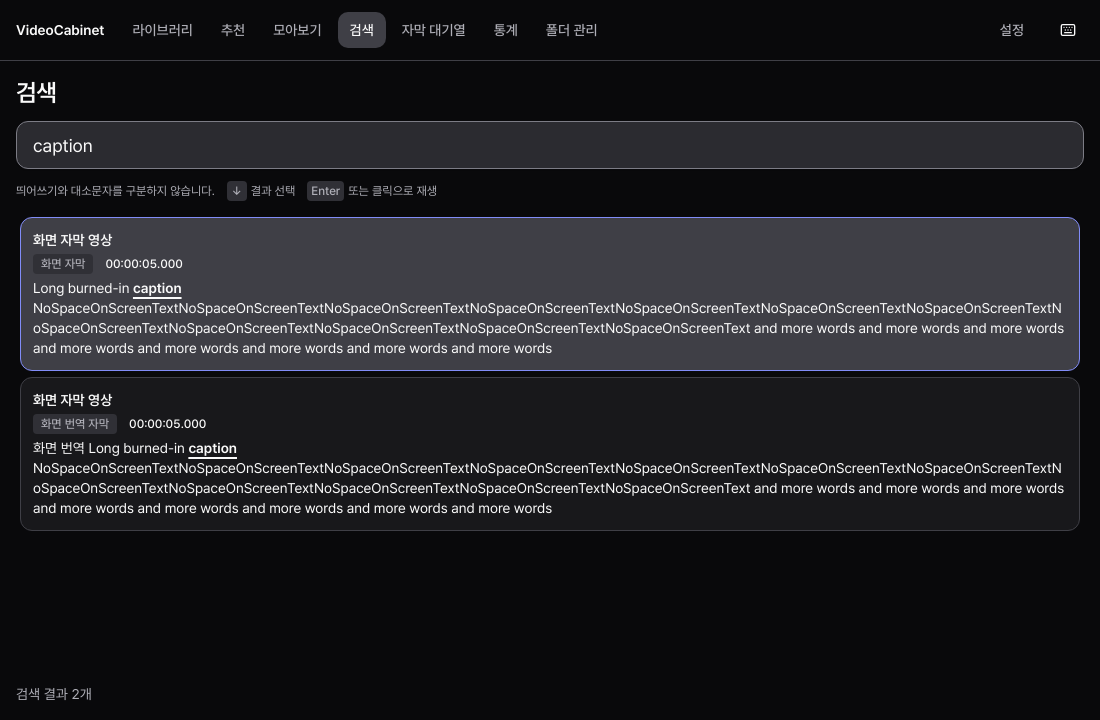 VideoCabinet 라이브러리 추천 모아보기 검색 자막 대기열 통계 폴더 관리 설정
검색
caption
띄어쓰기와 대소문자를 구분하지 않습니다. ↓ 결과 선택 Enter 또는 클릭으로 재생
화면 자막 영상
화면 자막 00:00:05.000
Long burned-in caption
NoSpaceOnScreenTextNoSpaceOnScreenTextNoSpaceOnScreenTextNoSpaceOnScreenTextNoSpaceOnScreenTextNoSpaceOnScreenTextNoSpaceOnScreenTextN
oSpaceOnScreenTextNoSpaceOnScreenTextNoSpaceOnScreenTextNoSpaceOnScreenTextNoSpaceOnScreenText and more words and more words and more words
and more words and more words and more words and more words and more words
화면 자막 영상
화면 번역 자막 00:00:05.000
화면 번역 Long burned-in caption
NoSpaceOnScreenTextNoSpaceOnScreenTextNoSpaceOnScreenTextNoSpaceOnScreenTextNoSpaceOnScreenTextNoSpaceOnScreenTextNoSpaceOnScreenTextN
oSpaceOnScreenTextNoSpaceOnScreenTextNoSpaceOnScreenTextNoSpaceOnScreenTextNoSpaceOnScreenText and more words and more words and more words
and more words and more words and more words and more words and more words
검색 결과 2개